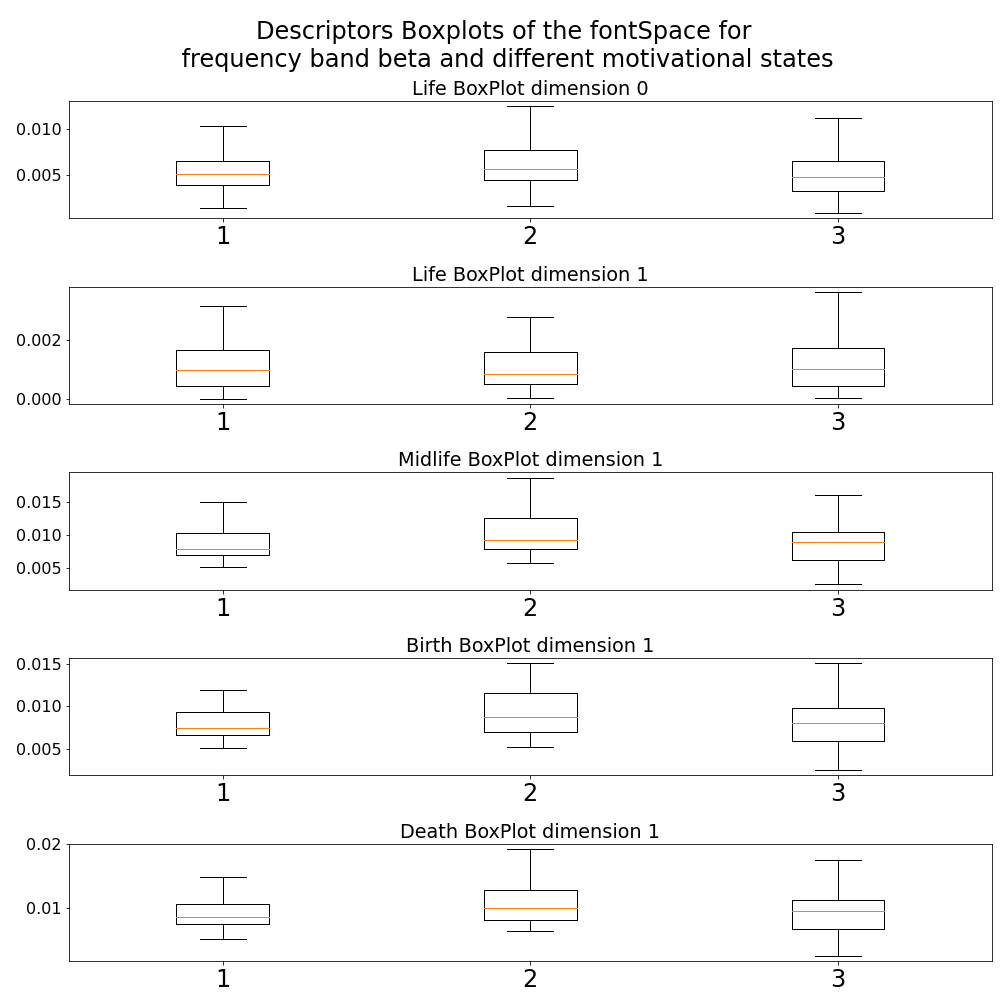 Descriptors Boxplots of the fontSpace for
frequency band beta and different motivational states
Life BoxPlot dimension 0
0.010
0.005
1 2 3
Life BoxPlot dimension 1
0.002
0.000
1 2 3
Midlife BoxPlot dimension 1
0.015
0.010
0.005
1 2 3
Birth BoxPlot dimension 1
0.015
0.010
0.005
1 2 3
Death BoxPlot dimension 1
0.02
0.01
1 2 3